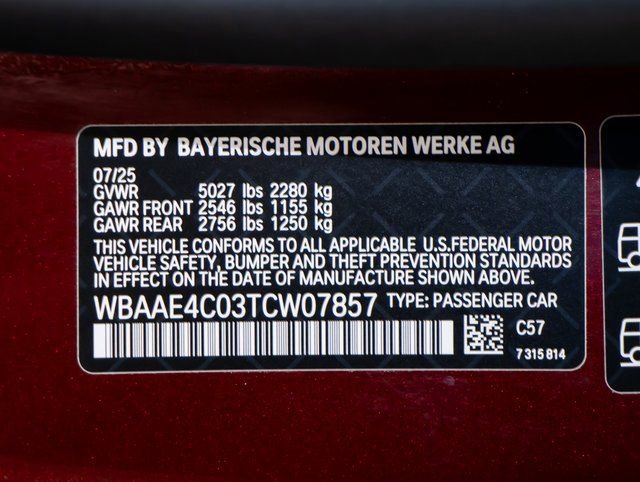 MFD BY BAYERISCHE MOTOREN WERKE AG
07/25
GVWR 5027 lbs 2280 kg
GAWR FRONT 2546 lbs 1155 kg
GAWR REAR 2756 lbs 1250 kg
THIS VEHICLE CONFORMS TO ALL APPLICABLE U.S.FEDERAL MOTOR
VEHICLE SAFETY, BUMPER AND THEFT PREVENTION STANDARDS
IN EFFECT ON THE DATE OF MANUFACTURE SHOWN ABOVE.
WBAAE4C03TCW07857 TYPE: PASSENGER CAR
C57
7 315 814